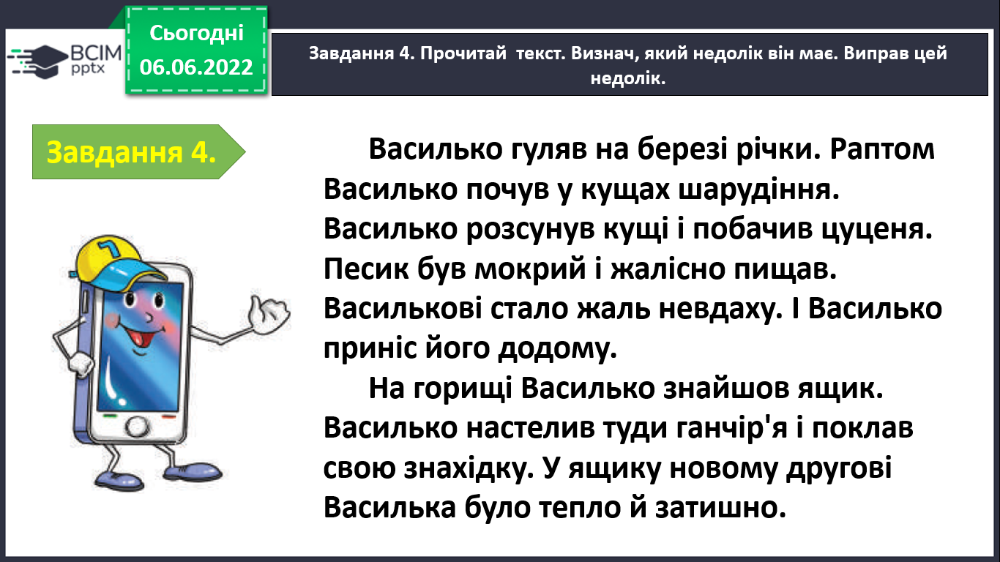 Сьогодні
06.06.2022
ВСІМ
pptx
Завдання 4. Прочитай текст. Визнач, який недолік він має. Виправ цей
недолік.
Завдання 4.
Василько гуляв на березі річки. Раптом
Василько почув у кущах шарудіння.
Василько розсунув кущі і побачив цуценя.
Песик був мокрий і жалісно пищав.
Василькові стало жаль невдаху. І Василько
приніс його додому.
На горищі Василько знайшов ящик.
Василько настелив туди ганчір'я і поклав
свою знахідку. У ящику новому другові
Василька було тепло й затишно.